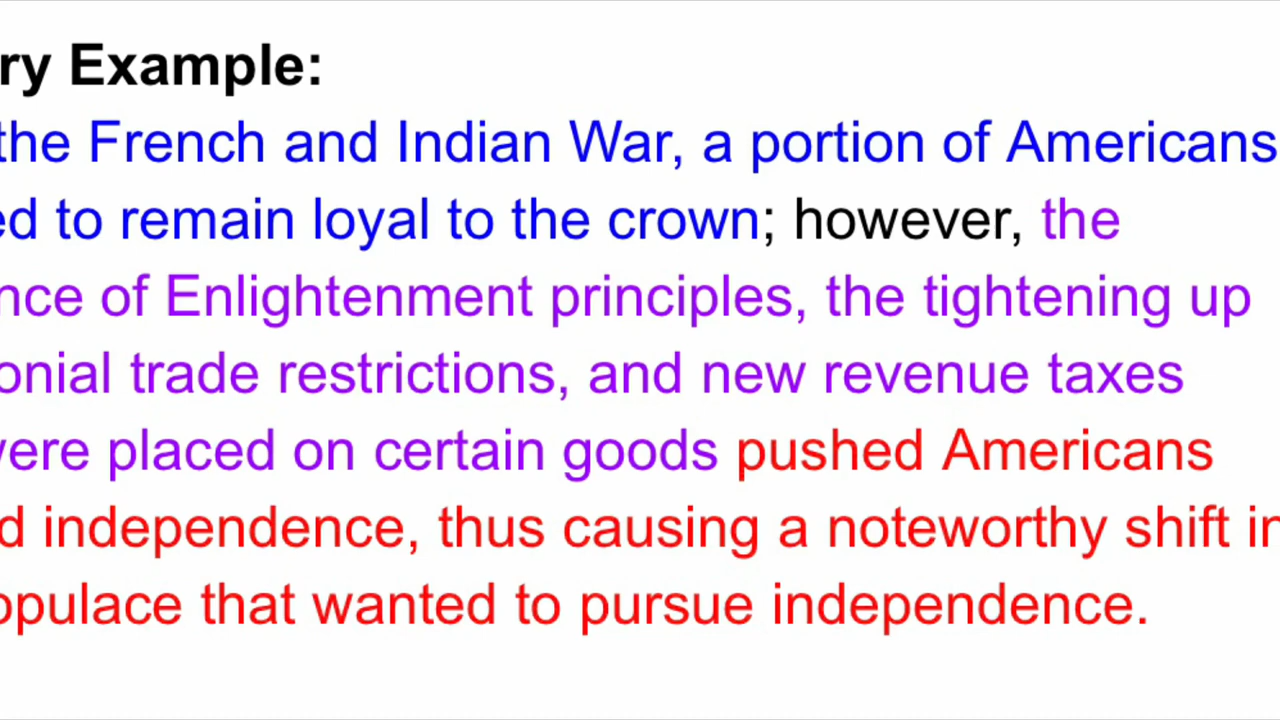 ry Example:
the French and Indian War, a portion of Americans
ed to remain loyal to the crown; however, the
nce of Enlightenment principles, the tightening up
onial trade restrictions, and new revenue taxes
vere placed on certain goods pushed Americans
d independence, thus causing a noteworthy shift in
opulace that wanted to pursue independence.